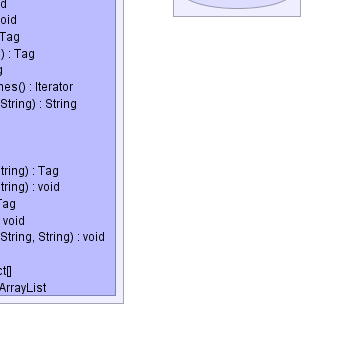 d
oid
Tag
) : Tag
g
nes() : Iterator
String) : String
tring) : Tag
tring) : void
Tag
void
String, String) : void
ct[]
ArrayList